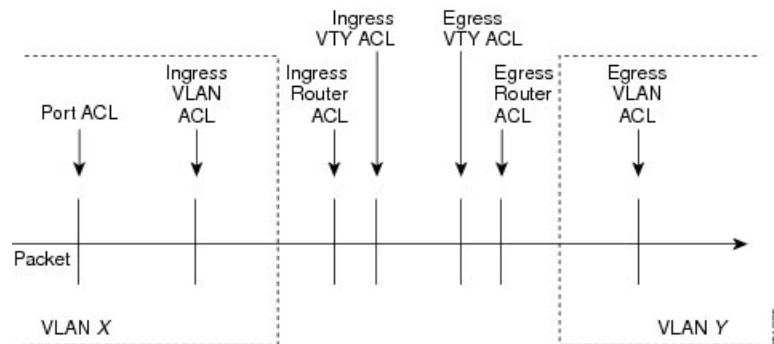 Ingress
VTY ACL
Egress
VTY ACL
Port ACL
Ingress
VLAN
ACL
Ingress
Router
ACL
Egress
Router
ACL
Egress
VLAN
ACL
Packet
VLAN X
VLAN Y